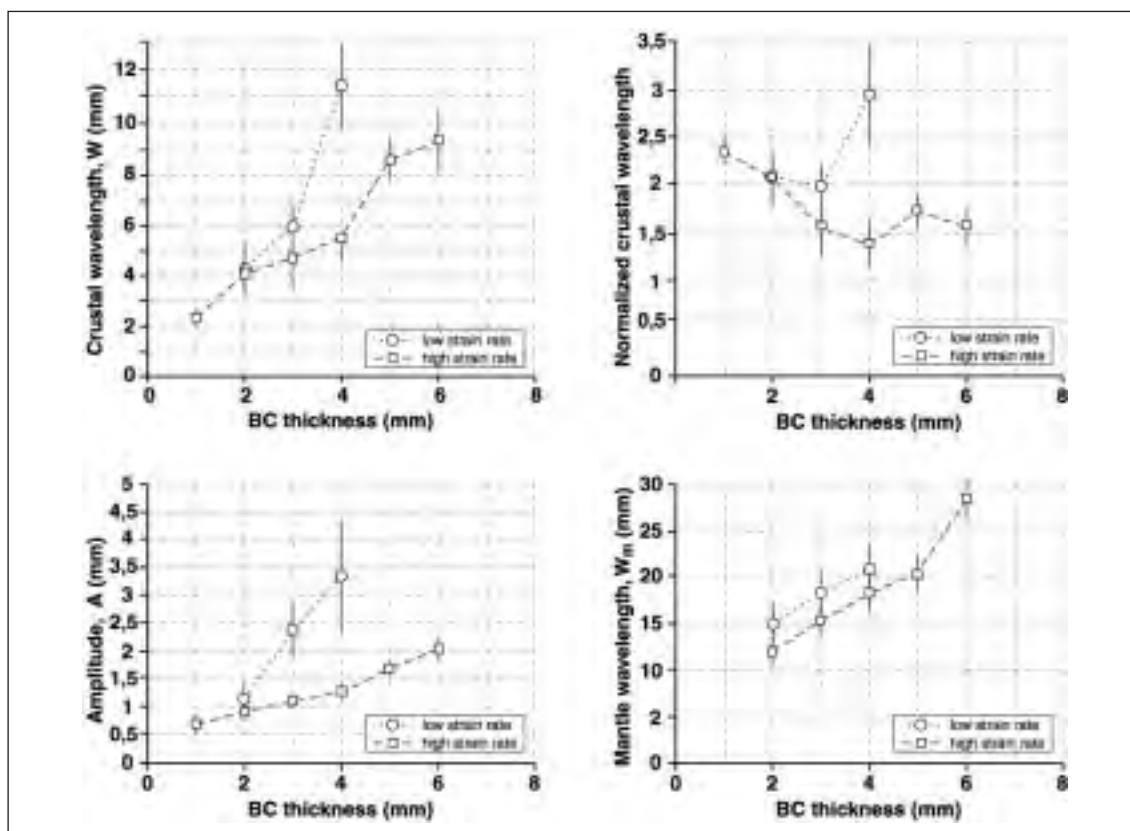 12
10
8
6
4
2
0
Crustal wavelength, W (mm)
low strain rate
high strain rate
0 2 4 6 8
BC thickness (mm)
3.5
3
2,5
2
1,5
1
0,5
0
Normalized crustal wavelength
low strain rate
high strain rate
0 2 4 6 8
BC thickness (mm)
5
4,5
4
3,5
3
2,5
2
1,5
1
0,5
0
Amplitude, A (mm)
low strain rate
high strain rate
0 2 4 6 8
BC thickness (mm)
30
25
20
15
10
2
0
Mantle wavelength, Wm (mm)
low strain rate
high strain rate
0 2 4 6 8
BC thickness (mm)